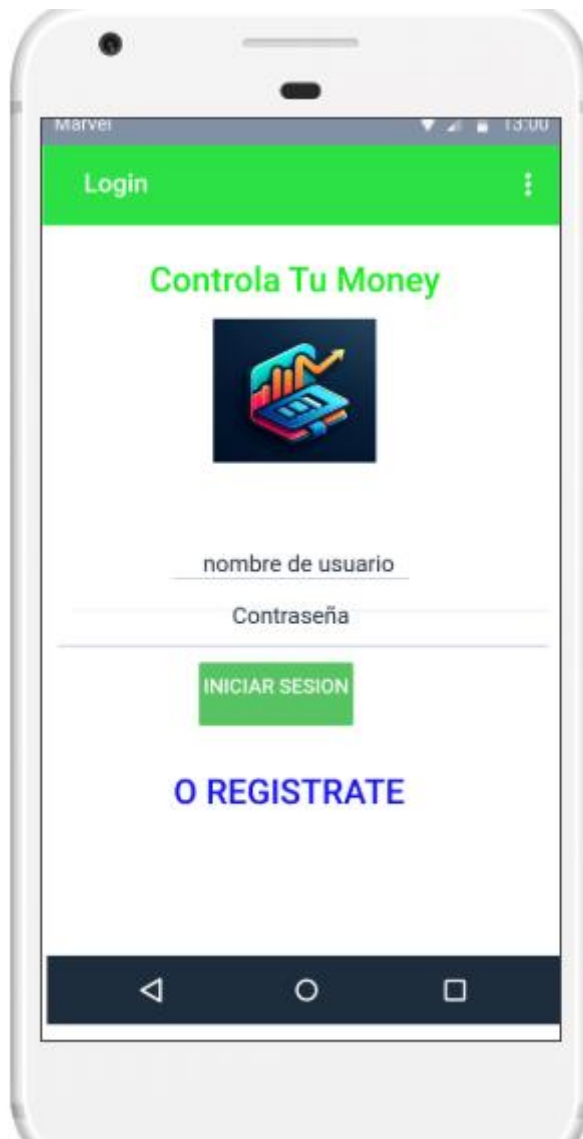 Marvel
13:00
Login
Controla Tu Money
nombre de usuario
Contraseña
INICIAR SESION
O REGISTRATE